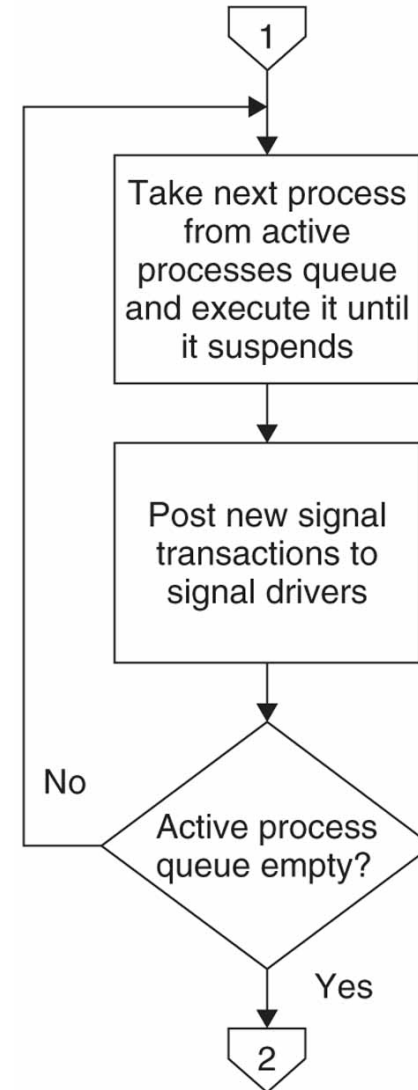 1
Take next process
from active
processes queue
and execute it until
it suspends
Post new signal
transactions to
signal drivers
No
Active process
queue empty?
Yes
2